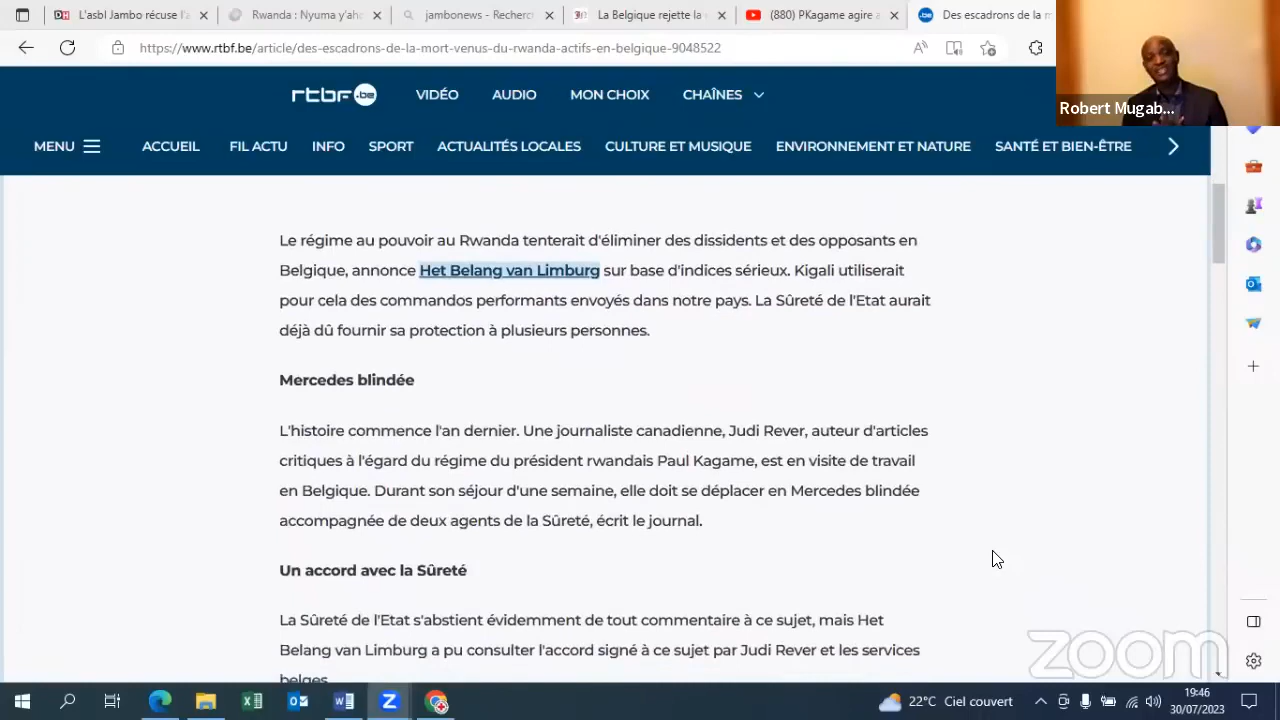 L'asbl Jambo récuse l'a
Rwanda : Nyuma y'aho
jambonews - Recherc
La Belgique rejette la
(880) PKagame agire
Des escadrons de la m
https://www.rtbf.be/article/des-escadrons-de-la-mort-venus-du-rwanda-actifs-en-belgique-9048522
Robert Mugab...
rtbf.be VIDÉO AUDIO MON CHOIX CHAÎNES
MENU ACCUEIL FIL ACTU INFO SPORT ACTUALITÉS LOCALES CULTURE ET MUSIQUE ENVIRONNEMENT ET NATURE SANTÉ ET BIEN-ÊTRE
Le régime au pouvoir au Rwanda tenterait d'éliminer des dissidents et des opposants en
Belgique, annonce Het Belang van Limburg sur base d'indices sérieux. Kigali utiliserait
pour cela des commandos performants envoyés dans notre pays. La Sûreté de l'Etat aurait
déjà dû fournir sa protection à plusieurs personnes.
Mercedes blindée
L'histoire commence l'an dernier. Une journaliste canadienne, Judi Rever, auteur d'articles
critiques à l'égard du régime du président rwandais Paul Kagame, est en visite de travail
en Belgique. Durant son séjour d'une semaine, elle doit se déplacer en Mercedes blindée
accompagnée de deux agents de la Sûreté, écrit le journal.
Un accord avec la Sûreté
La Sûreté de l'Etat s'abstient évidemment de tout commentaire à ce sujet, mais Het
Belang van Limburg a pu consulter l'accord signé à ce sujet par Judi Rever et les services
belges.
zoom
22°C Ciel couvert
19:46
30/07/2023